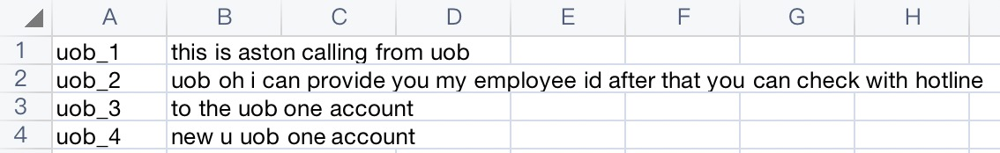 A B C D E F G H
1 uob_1 this is aston calling from uob
2 uob_2 uob oh i can provide you my employee id after that you can check with hotline
3 uob_3 to the uob one account
4 uob_4 new u uob one account